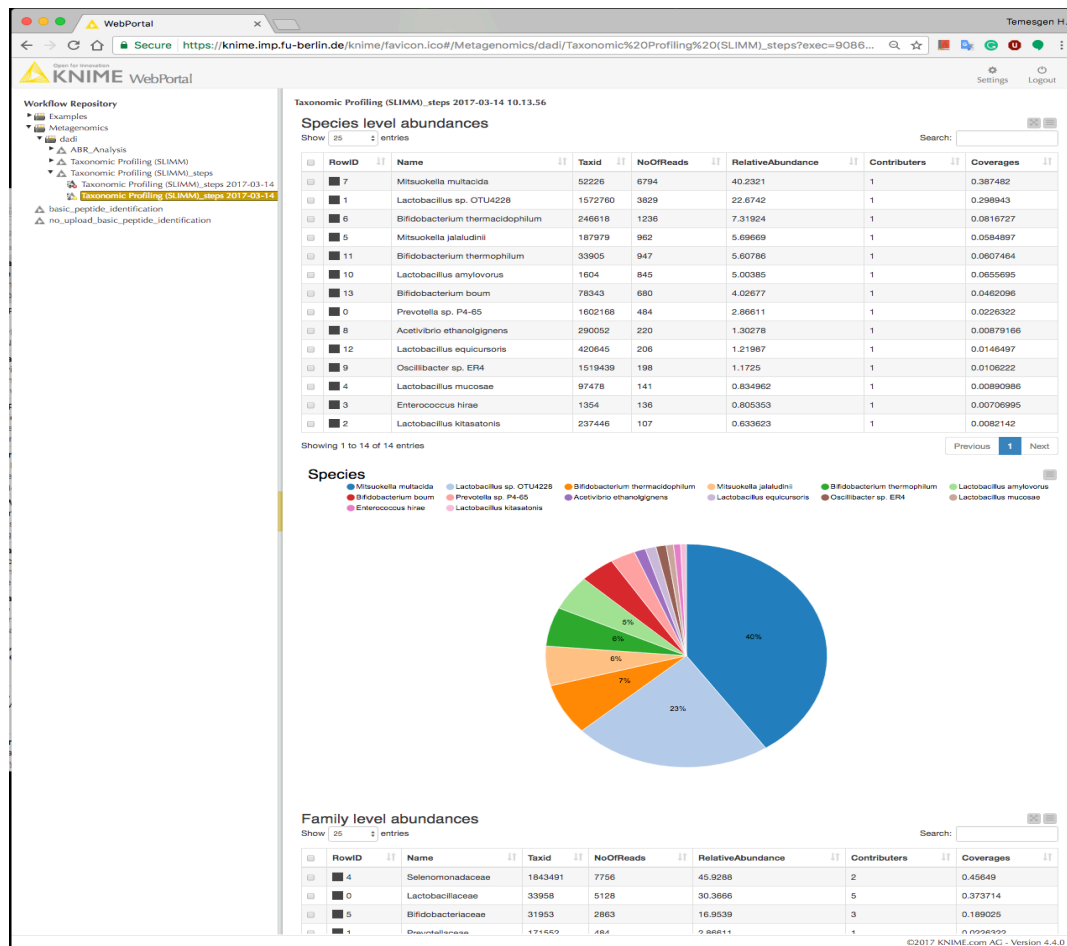 WebPortal
Temesgen H.
Secure https://knime.imp.fu-berlin.de/knime/favicon.ico#/Metagenomics/dadi/Taxonomic%20Profiling%20(SLIMM)_steps?exec=9086...
Open for Innovation
KNIME WebPortal
Settings Logout
Workflow Repository
Examples
Metagenomics
dadi
ABR_Analysis
Taxonomic Profiling (SLIMM)
Taxonomic Profiling (SLIMM)_steps
Taxonomic Profiling (SLIMM)_steps 2017-03-14
Taxonomic Profiling (SLIMM)_steps 2017-03-14
basic_peptide_identification
no_upload_basic_peptide_identification
Taxonomic Profiling (SLIMM)_steps 2017-03-14 10.13.56
Species level abundances
Show 25 entries Search:
RowID Name Taxid NoOfReads RelativeAbundance Contributers Coverages
7 Mitsuokella multacida 52226 6794 40.2321 1 0.387482
1 Lactobacillus sp. OTU4228 1572760 3829 22.6742 1 0.298943
6 Bifidobacterium thermacidophilum 246618 1236 7.31924 1 0.0816727
5 Mitsuokella jalaludinii 187979 962 5.69669 1 0.0584897
11 Bifidobacterium thermophilum 33905 947 5.60786 1 0.0607464
10 Lactobacillus amylovorus 1604 845 5.00385 1 0.0655695
13 Bifidobacterium boum 78343 680 4.02677 1 0.0462096
0 Prevotella sp. P4-65 1602168 484 2.86611 1 0.0226322
8 Acetivibrio ethanolgignens 290052 220 1.30278 1 0.00879166
12 Lactobacillus equicursoris 420645 206 1.21987 1 0.0146497
9 Oscillibacter sp. ER4 1519439 198 1.1725 1 0.0106222
4 Lactobacillus mucosae 97478 141 0.834962 1 0.00890986
3 Enterococcus hirae 1354 136 0.805353 1 0.00706995
2 Lactobacillus kitasatonis 237446 107 0.633623 1 0.0082142
Showing 1 to 14 of 14 entries Previous 1 Next
Species
Mitsuokella multacida Lactobacillus sp. OTU4228 Bifidobacterium thermacidophilum Mitsuokella jalaludinii Bifidobacterium thermophilum Lactobacillus amylovorus
Bifidobacterium boum Prevotella sp. P4-65 Acetivibrio ethanolgignens Lactobacillus equicursoris Oscillibacter sp. ER4 Lactobacillus mucosae
Enterococcus hirae Lactobacillus kitasatonis
5%
40%
6%
6%
7%
23%
Family level abundances
Show 25 entries Search:
RowID Name Taxid NoOfReads RelativeAbundance Contributers Coverages
4 Selenomonadaceae 1843491 7756 45.9288 2 0.45649
0 Lactobacillaceae 33958 5128 30.3666 5 0.373714
5 Bifidobacteriaceae 31953 2863 16.9539 3 0.189025
1 Prevotellaceae 171552 484 2.86611 1 0.0226322
©2017 KNIME.com AG - Version 4.4.0